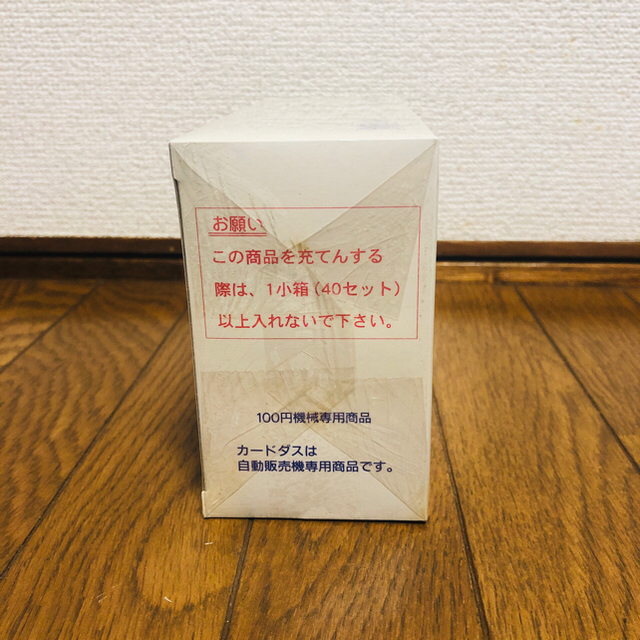 お願い
この商品を充てんする
際は、1小箱(40セット)
以上入れないで下さい。
100円機械専用商品
カードダスは
自動販売機専用商品です。